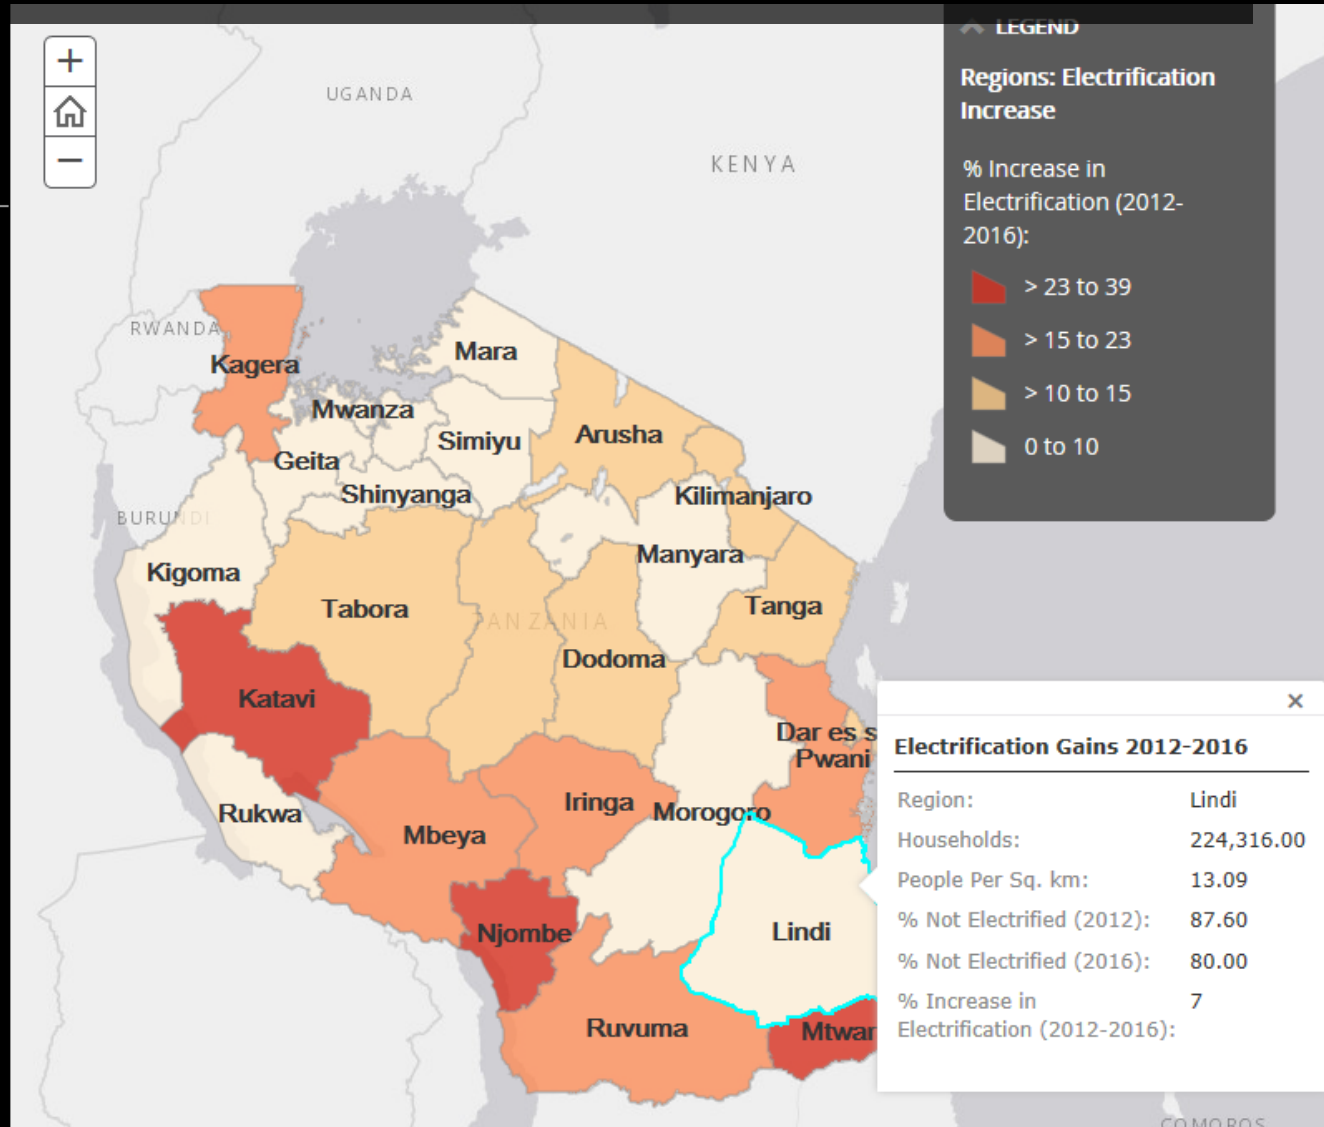 +
−
LEGEND
Regions: Electrification
Increase
% Increase in
Electrification (2012-
2016):
> 23 to 39
> 15 to 23
> 10 to 15
0 to 10
UGANDA
KENYA
RWANDA
Kagera
Mara
Mwanza
Simiyu
Arusha
Geita
Shinyanga
Kilimanjaro
BURUNDI
Kigoma
Manyara
Tabora
Tanga
TANZANIA
Dodoma
Katavi
Dar es s
Pwani
Rukwa
Iringa
Morogoro
Mbeya
Njombe
Lindi
Ruvuma
Mtwar
×
Electrification Gains 2012-2016
Region: Lindi
Households: 224,316.00
People Per Sq. km: 13.09
% Not Electrified (2012): 87.60
% Not Electrified (2016): 80.00
% Increase in 7
Electrification (2012-2016):
COMOROS